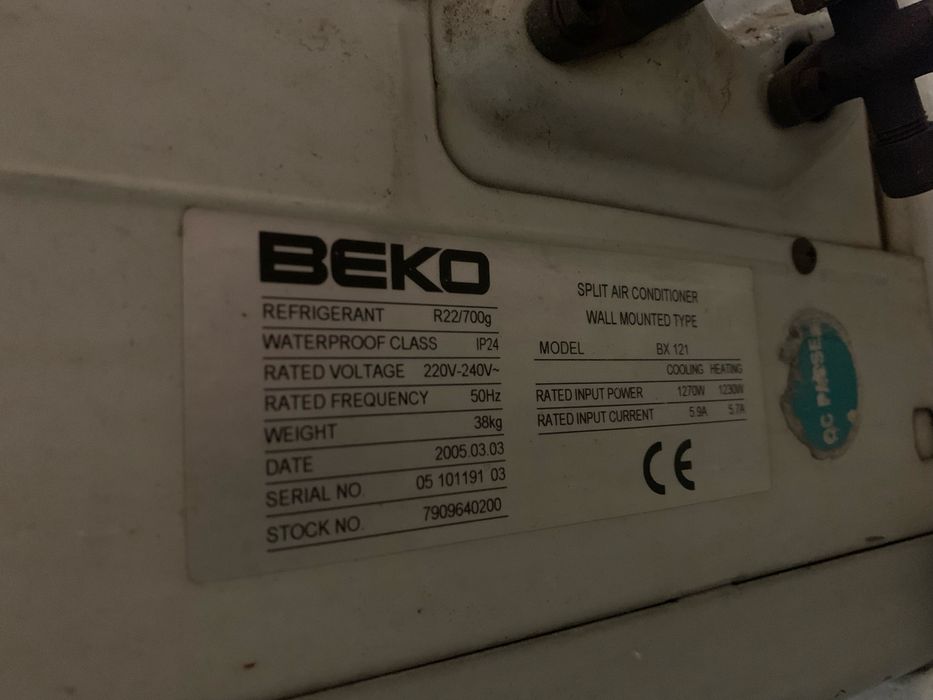 BEKO
REFRIGERANT R22/700g
WATERPROOF CLASS IP24
RATED VOLTAGE 220V-240V~
RATED FREQUENCY 50Hz
WEIGHT 38kg
DATE 2005.03.03
SERIAL NO. 05 101191 03
STOCK NO. 7909640200
SPLIT AIR CONDITIONER
WALL MOUNTED TYPE
MODEL BX 121
COOLING HEATING
RATED INPUT POWER 1270W 1230W
RATED INPUT CURRENT 5.9A 5.7A
CE
QC PASSED